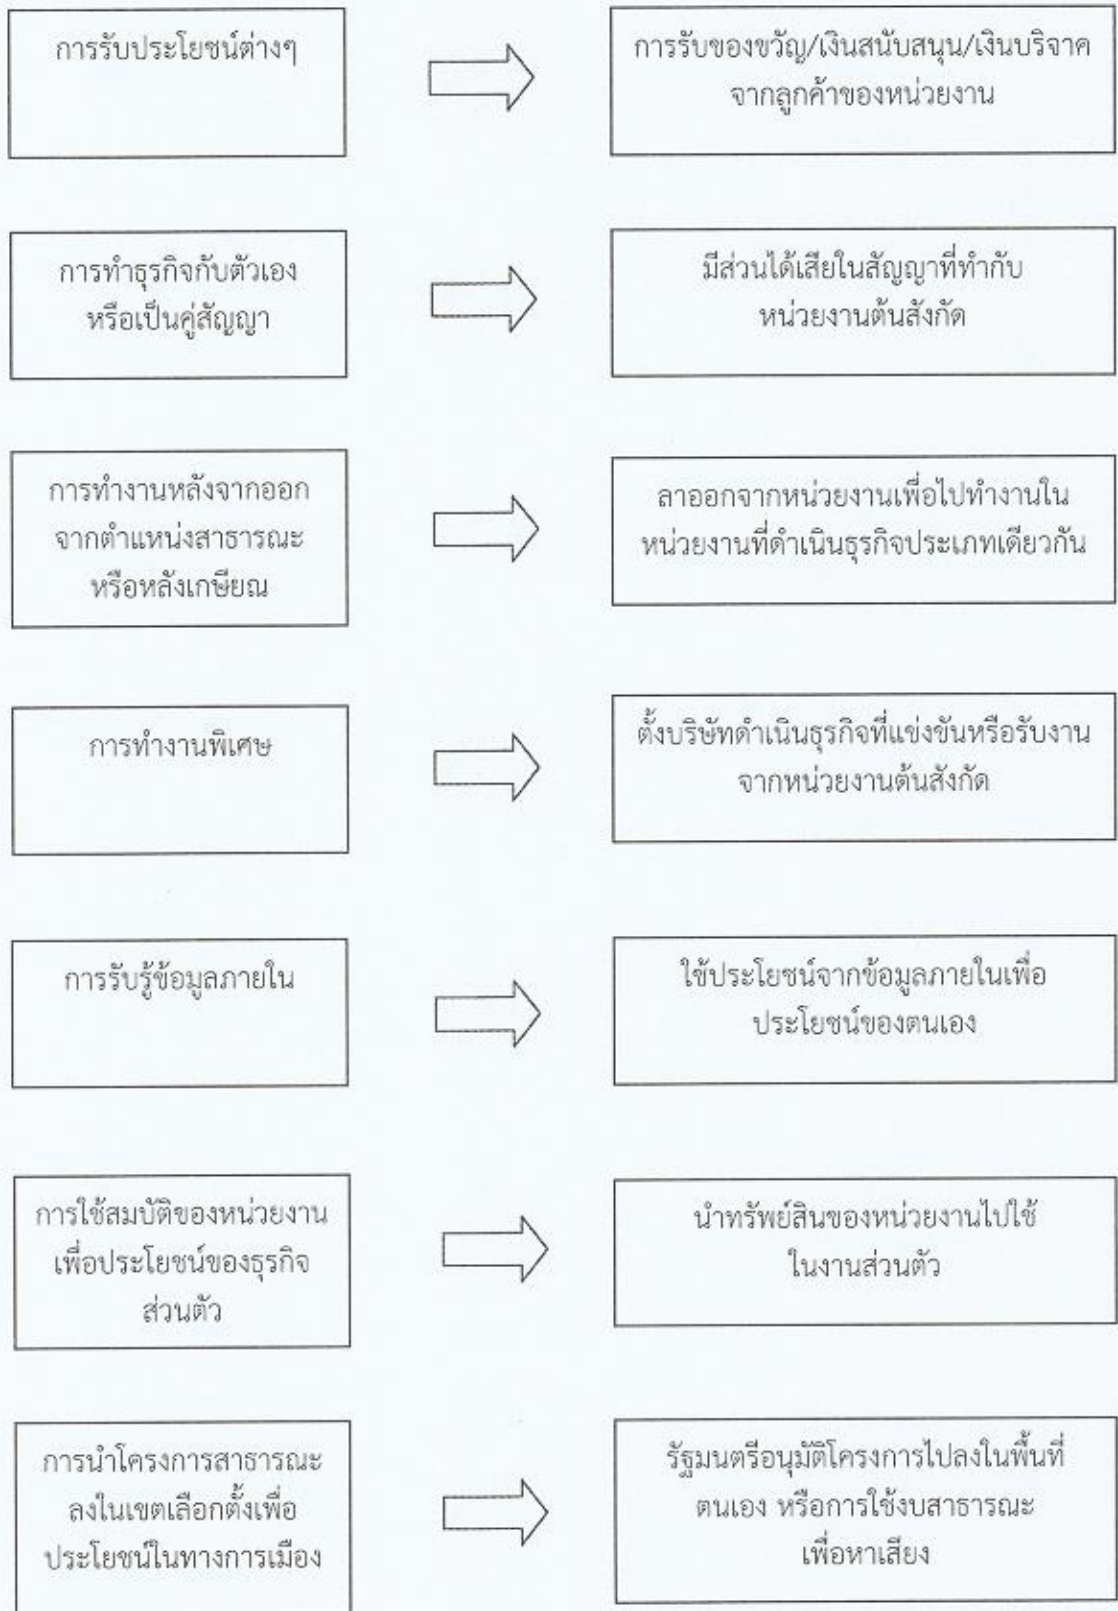 การรับประโยชน์ต่างๆ
การรับของขวัญ/เงินสนับสนุน/เงินบริจาค
จากลูกค้าของหน่วยงาน
การทำธุรกิจกับตัวเอง
หรือเป็นคู่สัญญา
มีส่วนได้เสียในสัญญาที่ทำกับ
หน่วยงานต้นสังกัด
การทำงานหลังจากออก
จากตำแหน่งสาธารณะ
หรือหลังเกษียณ
ลาออกจากหน่วยงานเพื่อไปทำงานใน
หน่วยงานที่ดำเนินธุรกิจประเภทเดียวกัน
การทำงานพิเศษ
ตั้งบริษัทดำเนินธุรกิจที่แข่งขันหรือรับงาน
จากหน่วยงานต้นสังกัด
การรับรู้ข้อมูลภายใน
ใช้ประโยชน์จากข้อมูลภายในเพื่อ
ประโยชน์ของตนเอง
การใช้สมบัติของหน่วยงาน
เพื่อประโยชน์ของธุรกิจ
ส่วนตัว
นำทรัพย์สินของหน่วยงานไปใช้
ในงานส่วนตัว
การนำโครงการสาธารณะ
ลงในเขตเลือกตั้งเพื่อ
ประโยชน์ในทางการเมือง
รัฐมนตรีอนุมัติโครงการไปลงในพื้นที่
ตนเอง หรือการใช้งบสาธารณะ
เพื่อหาเสียง